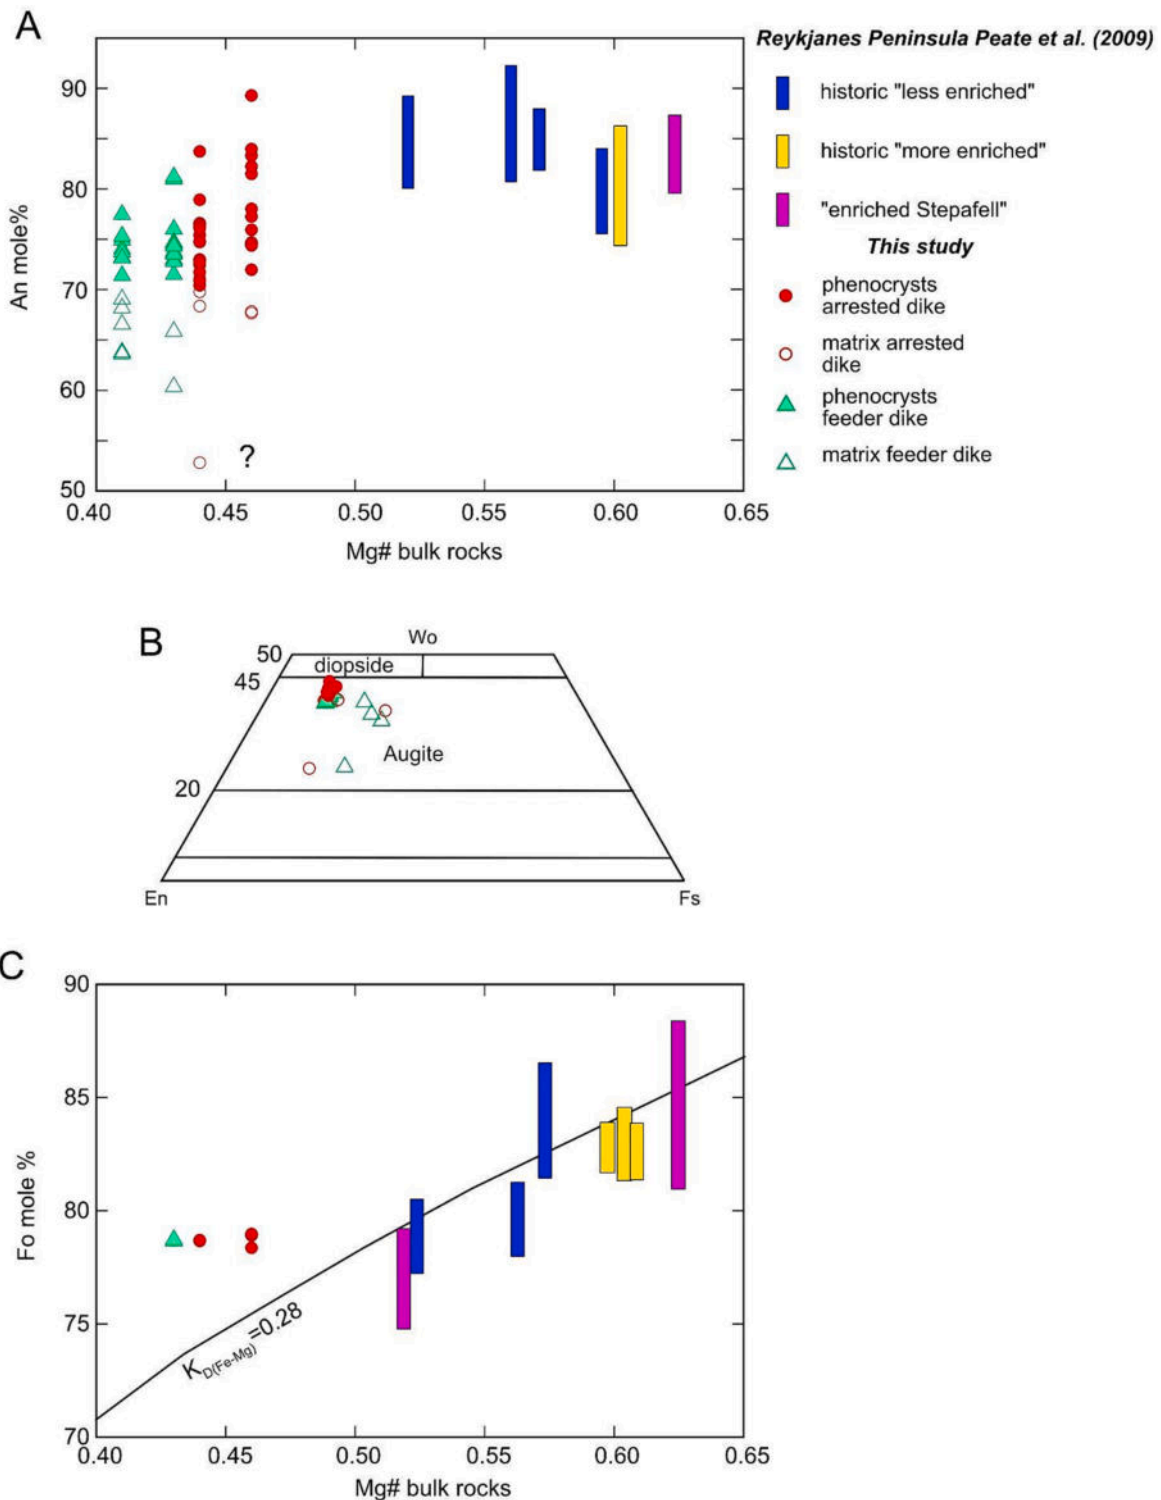 A
Reykjanes Peninsula Peate et al. (2009)
historic "less enriched"
historic "more enriched"
"enriched Stepafell"
This study
phenocrysts
arrested dike
matrix arrested
dike
phenocrysts
feeder dike
matrix feeder dike
90
80
70
60
50
An mole%
?
0.40 0.45 0.50 0.55 0.60 0.65
Mg# bulk rocks
B
Wo
50
diopside
45
Augite
20
En Fs
C
90
85
80
75
70
Fo mole %
KD(Fe-Mg)=0.28
0.40 0.45 0.50 0.55 0.60 0.65
Mg# bulk rocks